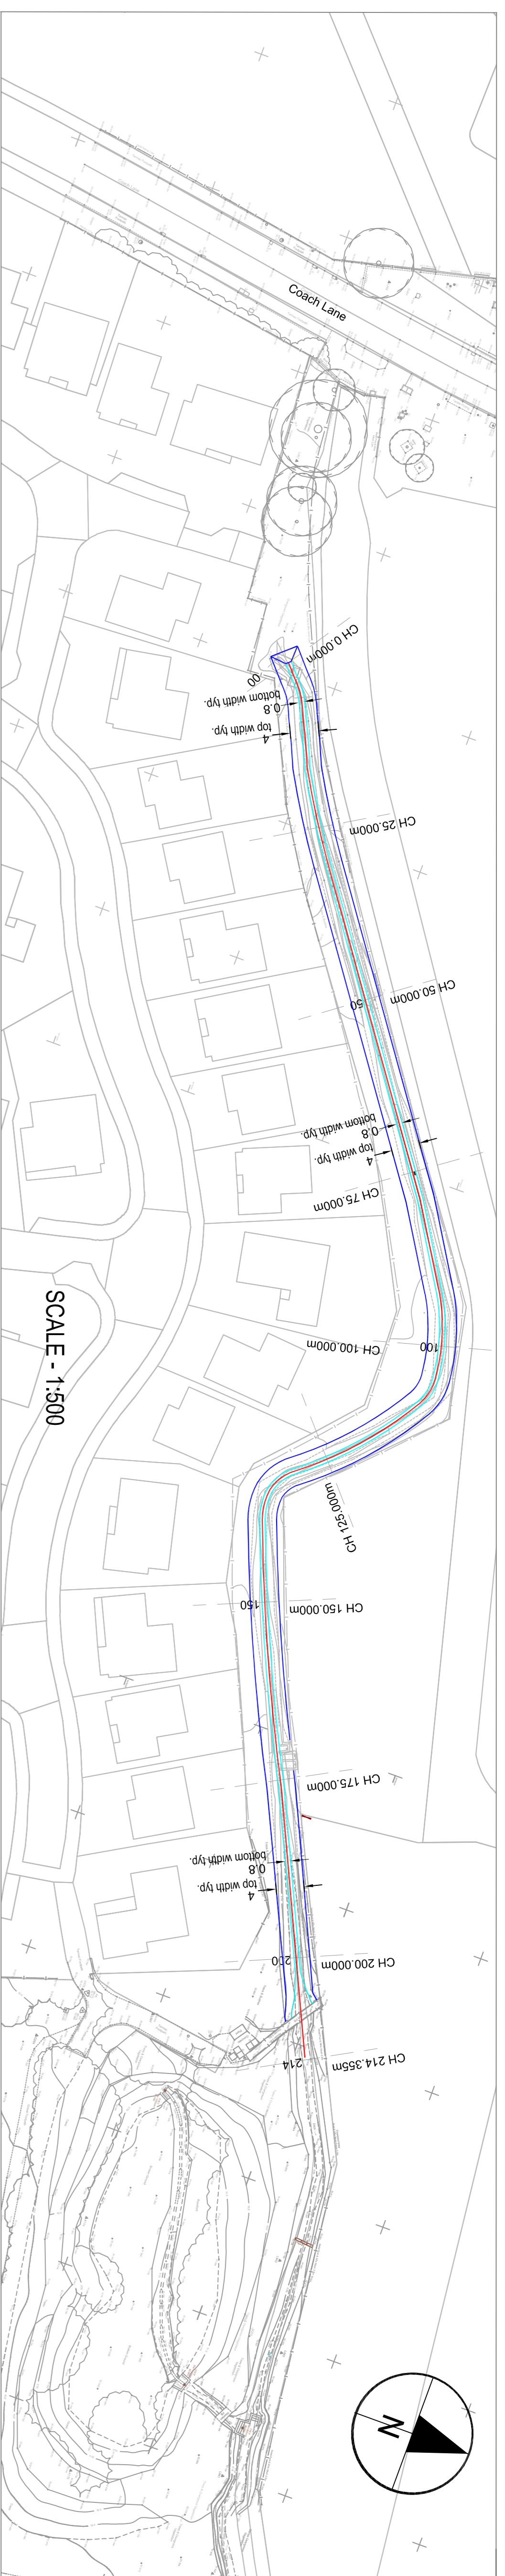 Coach Lane
CH 0.000m
00
bottom width typ.
0.8
top width typ.
4
CH 25.000m
CH 50.000m
50
bottom width typ.
0.8
top width typ.
4
CH 75.000m
SCALE - 1:500
CH 100.000m
100
CH 125.000m
CH 150.000m
150
CH 175.000m
bottom width typ.
0.8
top width typ.
4
CH 200.000m
200
CH 214.355m
214
N